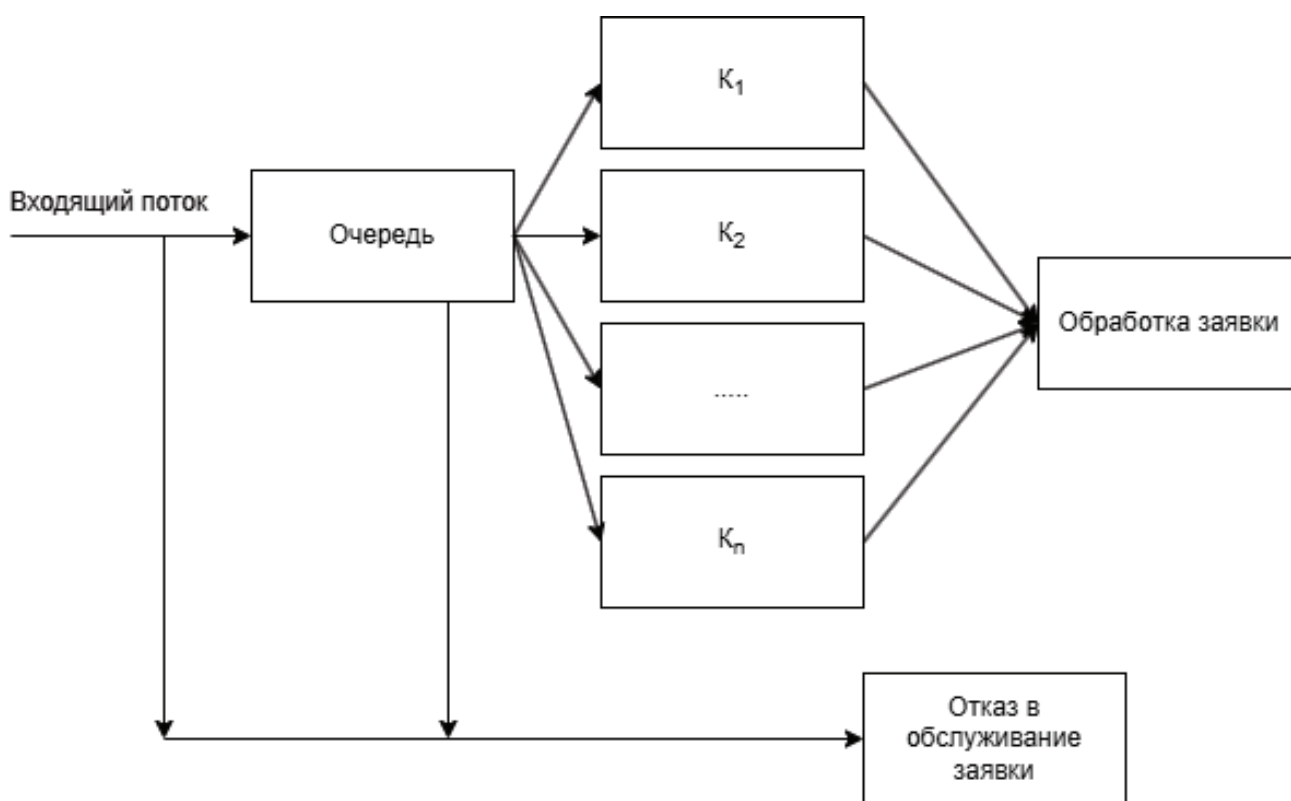 K₁
Входящий поток
Очередь
K₂
.....
Kₙ
Обработка заявки
Отказ в
обслуживание
заявки